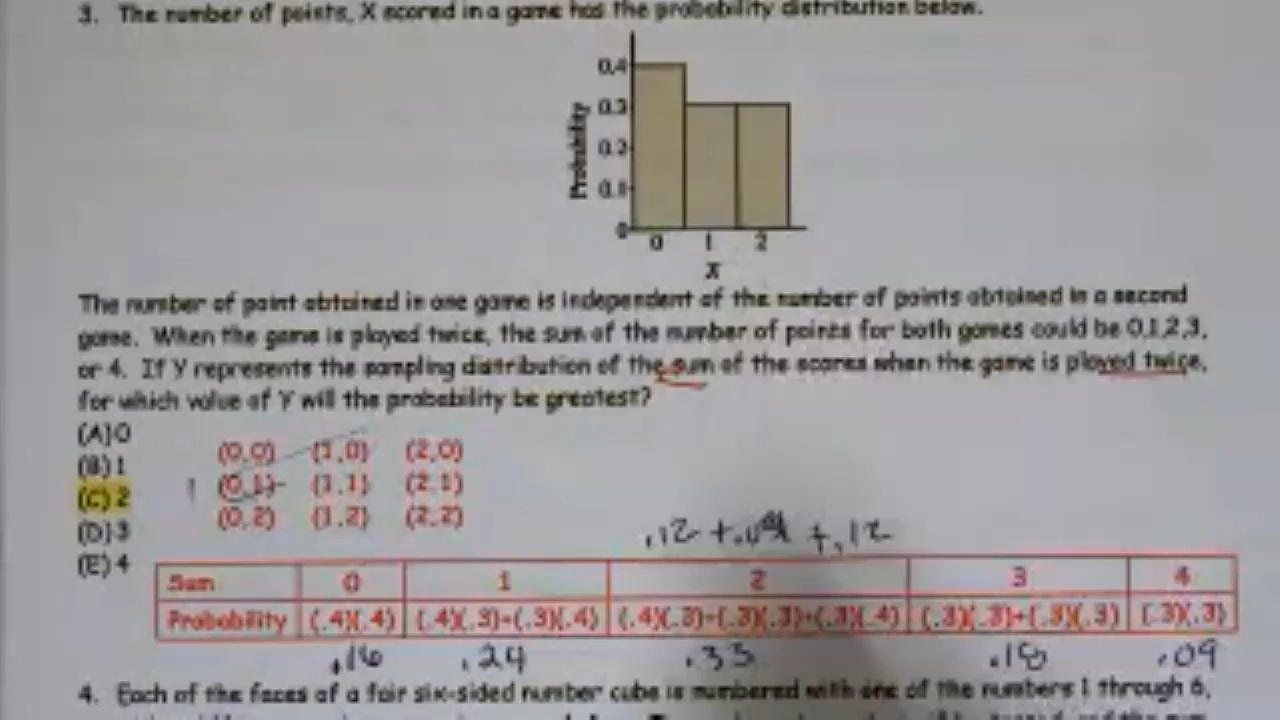 3. The number of points, X scored in a game has the probability distribution below.
0.4
0.3
0.2
0.1
0
Probability
0 1 2
X
The number of point obtained in one game is independent of the number of points obtained in a second
game. When the game is played twice, the sum of the number of points for both games could be 0,1,2,3,
or 4. If Y represents the sampling distribution of the sum of the scores when the game is played twice,
for which value of Y will the probability be greatest?
(A) 0
(B) 1
(C) 2
(D) 3
(E) 4
(0,0) (1,0) (2,0)
1 (0,1) (1,1) (2,1)
(0,2) (1,2) (2,2)
.12 + .09 + .12
Sum 0 1 2 3 4
Probability (.4)(.4) (.4)(.3)+(.3)(.4) (.4)(.3)+(.3)(.3)+(.3)(.4) (.3)(.3)+(.3)(.3) (.3)(.3)
.16 .24 .33 .18 .09
4. Each of the faces of a fair six-sided number cube is numbered with one of the numbers 1 through 6,